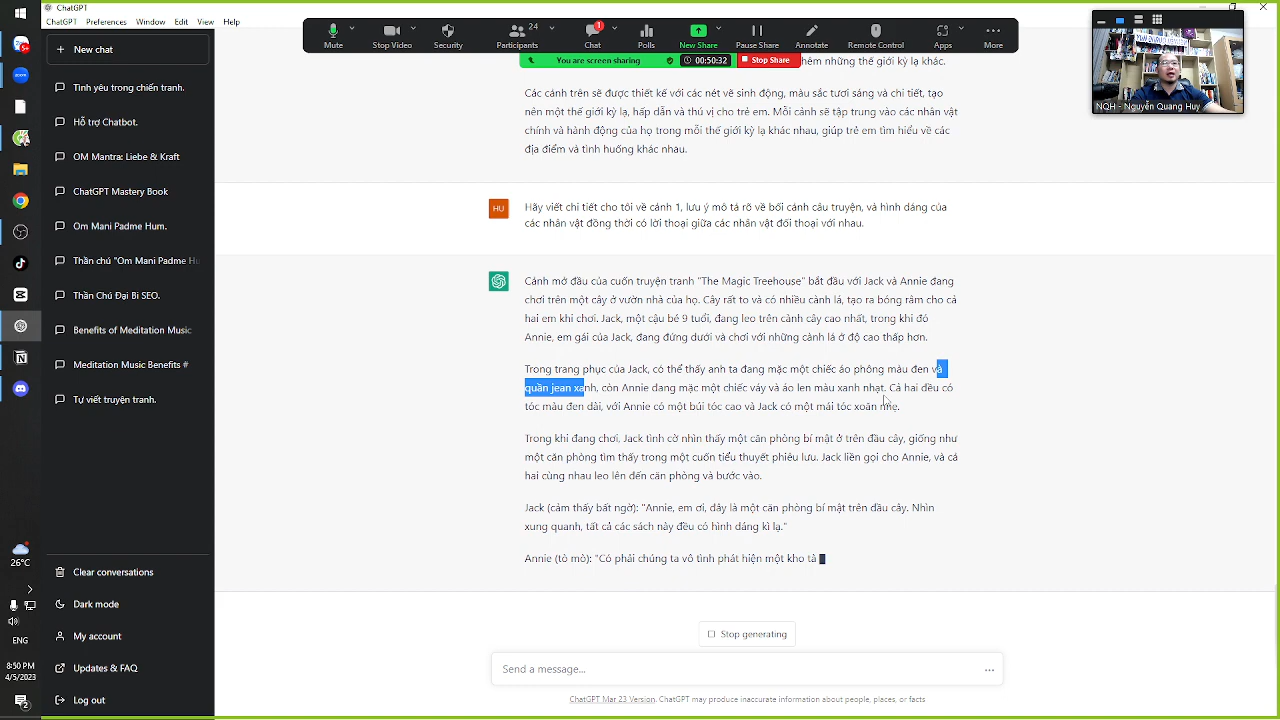 ChatGPT
ChatGPT Preferences Window Edit View Help
New chat
Tình yêu trong chiến tranh.
Hỗ trợ Chatbot.
OM Mantra: Liebe & Kraft
ChatGPT Mastery Book
Om Mani Padme Hum.
Thần chú "Om Mani Padme Hu
Thần Chú Đại Bi SEO.
Benefits of Meditation Music
Meditation Music Benefits #
Tự viết truyện tranh.
Clear conversations
Dark mode
My account
Updates & FAQ
Log out
26°C
ENG
8:50 PM
4/5/2023
2
Mute
Stop Video
Security
24
Participants
1
Chat
Polls
New Share
Pause Share
Annotate
Remote Control
Apps
More
You are screen sharing
00:50:32
Stop Share
NQH - Nguyễn Quang Huy
hêm những thế giới kỳ lạ khác.
Các cảnh trên sẽ được thiết kế với các nét vẽ sinh động, màu sắc tươi sáng và chi tiết, tạo
nên một thế giới kỳ lạ, hấp dẫn và thú vị cho trẻ em. Mỗi cảnh sẽ tập trung vào các nhân vật
chính và hành động của họ trong mỗi thế giới kỳ lạ khác nhau, giúp trẻ em tìm hiểu về các
địa điểm và tình huống khác nhau.
HU
Hãy viết chi tiết cho tôi về cảnh 1, lưu ý mô tả rõ về bối cảnh câu truyện, và hình dáng của
các nhân vật đồng thời có lời thoại giữa các nhân vật đối thoại với nhau.
Cảnh mở đầu của cuốn truyện tranh "The Magic Treehouse" bắt đầu với Jack và Annie đang
chơi trên một cây ở vườn nhà của họ. Cây rất to và có nhiều cành lá, tạo ra bóng râm cho cả
hai em khi chơi. Jack, một cậu bé 9 tuổi, đang leo trên cành cây cao nhất, trong khi đó
Annie, em gái của Jack, đang đứng dưới và chơi với những cành lá ở độ cao thấp hơn.
Trong trang phục của Jack, có thể thấy anh ta đang mặc một chiếc áo phông màu đen và
quần jean xanh, còn Annie đang mặc một chiếc váy và áo len màu xanh nhạt. Cả hai đều có
tóc màu đen dài, với Annie có một búi tóc cao và Jack có một mái tóc xoăn nhẹ.
Trong khi đang chơi, Jack tình cờ nhìn thấy một căn phòng bí mật ở trên đầu cây, giống như
một căn phòng tìm thấy trong một cuốn tiểu thuyết phiêu lưu. Jack liền gọi cho Annie, và cả
hai cùng nhau leo lên đến căn phòng và bước vào.
Jack (cảm thấy bất ngờ): "Annie, em ơi, đây là một căn phòng bí mật trên đầu cây. Nhìn
xung quanh, tất cả các sách này đều có hình dáng kì lạ."
Annie (tò mò): "Có phải chúng ta vô tình phát hiện một kho tà
Stop generating
Send a message...
ChatGPT Mar 23 Version. ChatGPT may produce inaccurate information about people, places, or facts